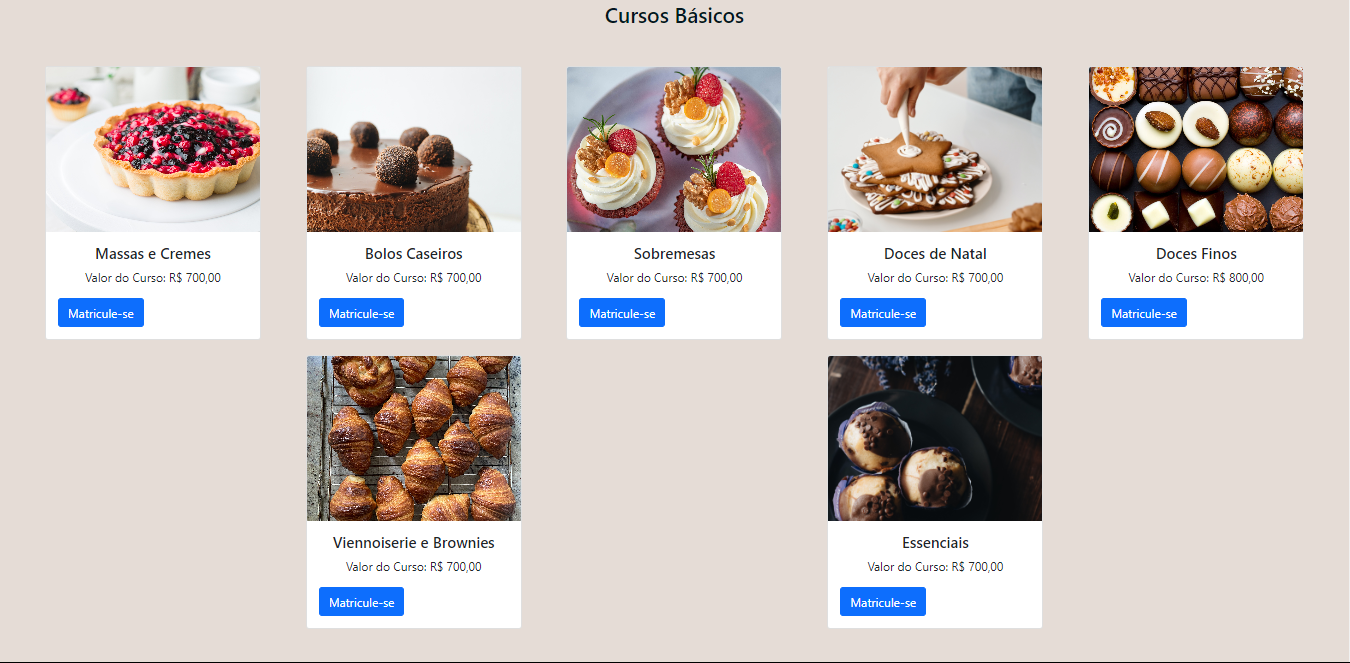 Cursos Básicos
Massas e Cremes
Valor do Curso: R$ 700,00
Matricule-se
Bolos Caseiros
Valor do Curso: R$ 700,00
Matricule-se
Sobremesas
Valor do Curso: R$ 700,00
Matricule-se
Doces de Natal
Valor do Curso: R$ 700,00
Matricule-se
Doces Finos
Valor do Curso: R$ 800,00
Matricule-se
Viennoiserie e Brownies
Valor do Curso: R$ 700,00
Matricule-se
Essenciais
Valor do Curso: R$ 700,00
Matricule-se